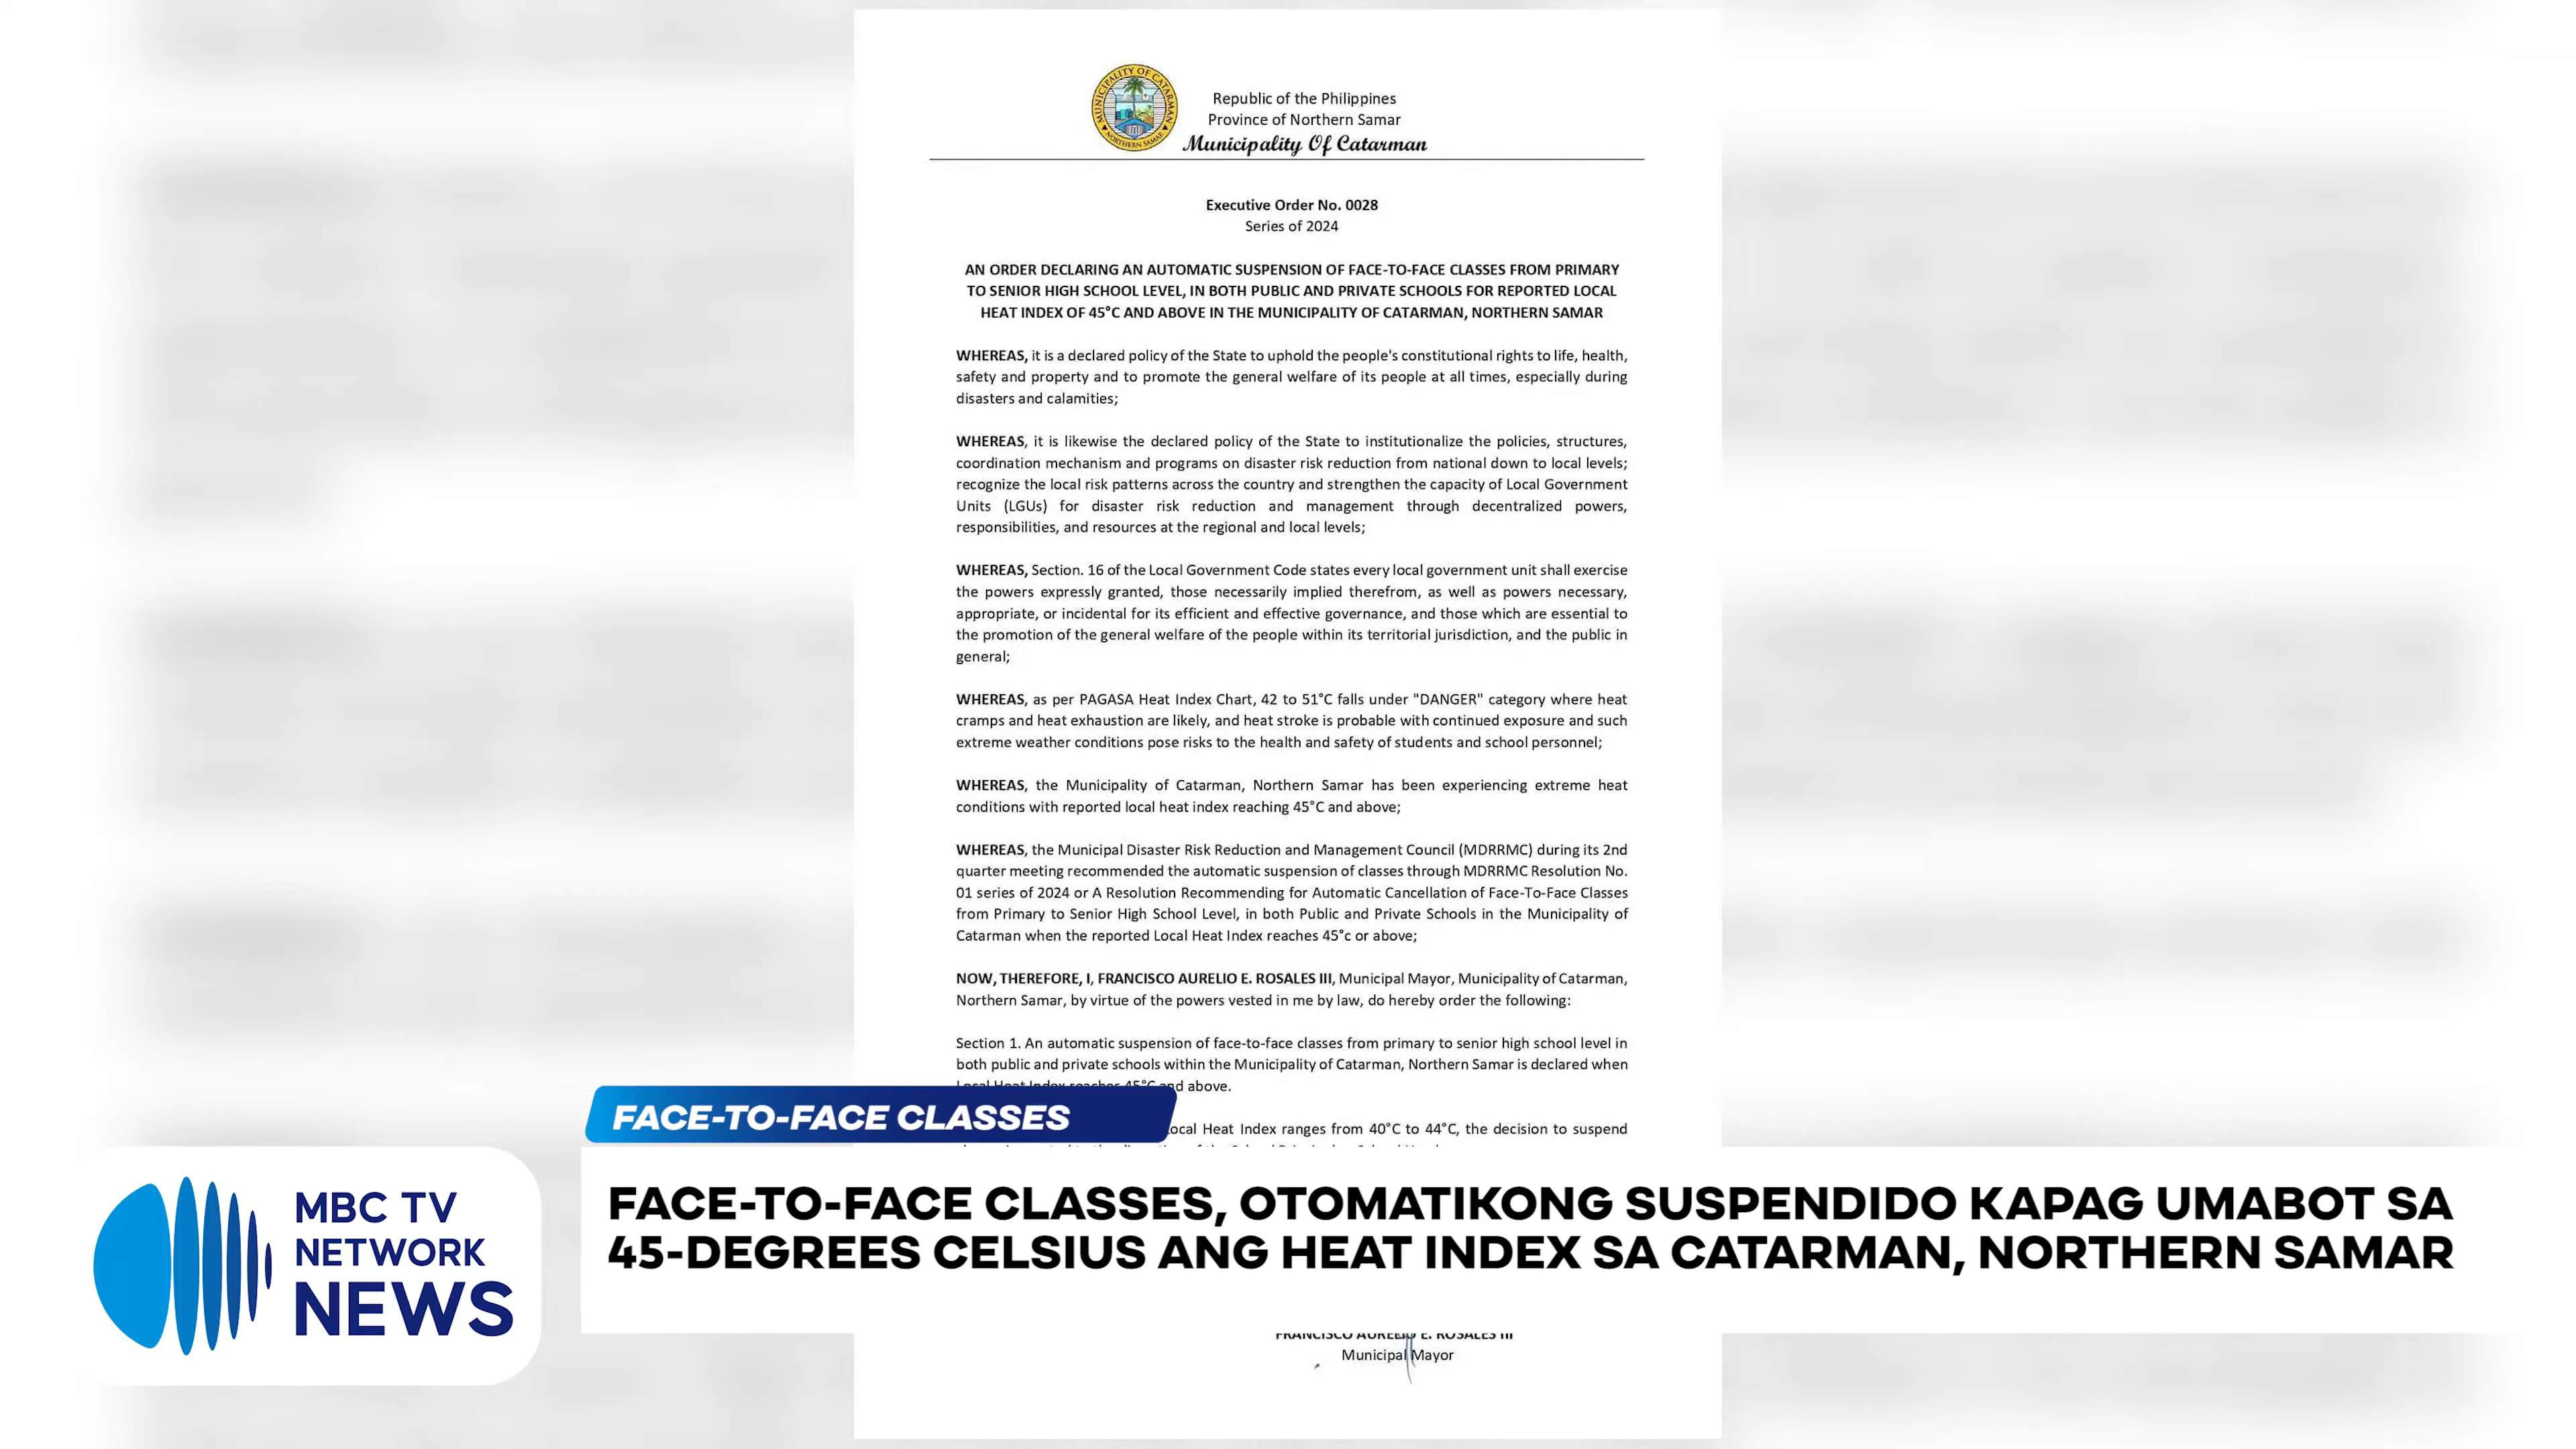 MUNICIPALITY OF CATARMAN
NORTHERN SAMAR
Republic of the Philippines
Province of Northern Samar
Municipality Of Catarman
Executive Order No. 0028
Series of 2024
AN ORDER DECLARING AN AUTOMATIC SUSPENSION OF FACE-TO-FACE CLASSES FROM PRIMARY
TO SENIOR HIGH SCHOOL LEVEL, IN BOTH PUBLIC AND PRIVATE SCHOOLS FOR REPORTED LOCAL
HEAT INDEX OF 45°C AND ABOVE IN THE MUNICIPALITY OF CATARMAN, NORTHERN SAMAR
WHEREAS, it is a declared policy of the State to uphold the people's constitutional rights to life, health,
safety and property and to promote the general welfare of its people at all times, especially during
disasters and calamities;
WHEREAS, it is likewise the declared policy of the State to institutionalize the policies, structures,
coordination mechanism and programs on disaster risk reduction from national down to local levels;
recognize the local risk patterns across the country and strengthen the capacity of Local Government
Units (LGUs) for disaster risk reduction and management through decentralized powers,
responsibilities, and resources at the regional and local levels;
WHEREAS, Section. 16 of the Local Government Code states every local government unit shall exercise
the powers expressly granted, those necessarily implied therefrom, as well as powers necessary,
appropriate, or incidental for its efficient and effective governance, and those which are essential to
the promotion of the general welfare of the people within its territorial jurisdiction, and the public in
general;
WHEREAS, as per PAGASA Heat Index Chart, 42 to 51°C falls under "DANGER" category where heat
cramps and heat exhaustion are likely, and heat stroke is probable with continued exposure and such
extreme weather conditions pose risks to the health and safety of students and school personnel;
WHEREAS, the Municipality of Catarman, Northern Samar has been experiencing extreme heat
conditions with reported local heat index reaching 45°C and above;
WHEREAS, the Municipal Disaster Risk Reduction and Management Council (MDRRMC) during its 2nd
quarter meeting recommended the automatic suspension of classes through MDRRMC Resolution No.
01 series of 2024 or A Resolution Recommending for Automatic Cancellation of Face-To-Face Classes
from Primary to Senior High School Level, in both Public and Private Schools in the Municipality of
Catarman when the reported Local Heat Index reaches 45°c or above;
NOW, THEREFORE, I, FRANCISCO AURELIO E. ROSALES III, Municipal Mayor, Municipality of Catarman,
Northern Samar, by virtue of the powers vested in me by law, do hereby order the following:
Section 1. An automatic suspension of face-to-face classes from primary to senior high school level in
both public and private schools within the Municipality of Catarman, Northern Samar is declared when
Local Heat Index reaches 45°C and above.
Local Heat Index ranges from 40°C to 44°C, the decision to suspend
FACE-TO-FACE CLASSES
FACE-TO-FACE CLASSES, OTOMATIKONG SUSPENDIDO KAPAG UMABOT SA
45-DEGREES CELSIUS ANG HEAT INDEX SA CATARMAN, NORTHERN SAMAR
MBC TV
NETWORK
NEWS
FRANCISCO AURELIO E. ROSALES III
Municipal Mayor